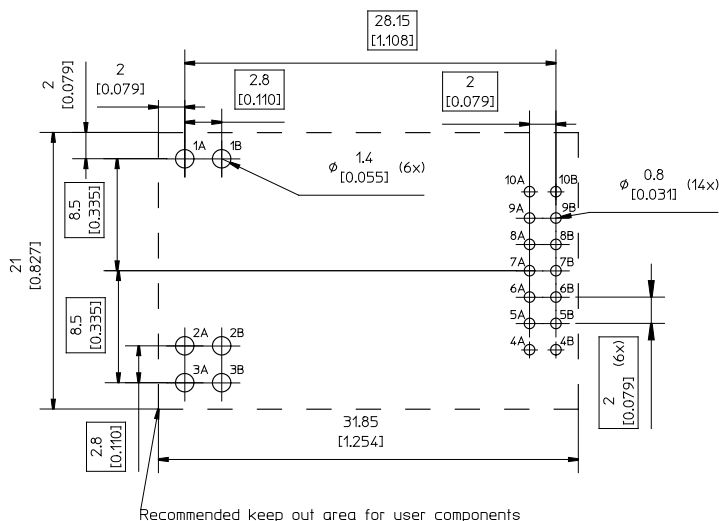 28.15
[1.108]
2
[0.079]
2
[0.079]
2.8
[0.110]
2
[0.079]
1A
1B
ø 1.4 (6x)
[0.055]
10A
10B
ø 0.8 (14x)
[0.031]
9A
9B
8.5
[0.335]
8A
8B
21
[0.827]
7A
7B
6A
6B
8.5
[0.335]
5A
5B
2A
2B
4A
4B
2 (6x)
[0.079]
3A
3B
2.8
[0.110]
31.85
[1.254]
Recommended keep out area for user components